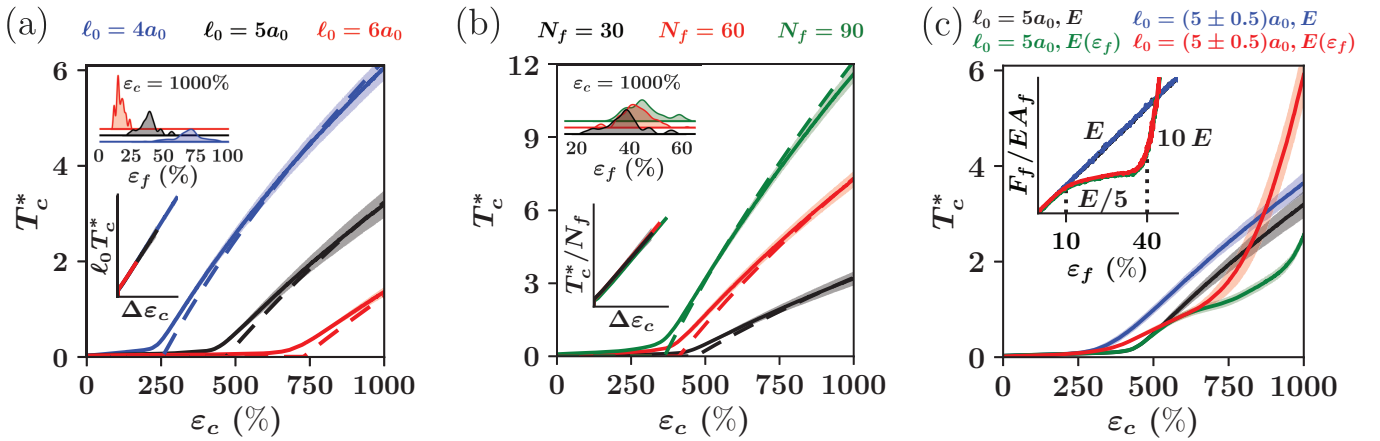 (a)
ℓ₀ = 4a₀ ℓ₀ = 5a₀ ℓ₀ = 6a₀
6
4
2
0
T*c
0 250 500 750 1000
εc (%)
εc = 1000%
0 25 50 75 100
εf (%)
ℓ₀T*c
Δεc
(b)
Nf = 30 Nf = 60 Nf = 90
12
9
6
3
0
T*c
0 250 500 750 1000
εc (%)
εc = 1000%
20 40 60
εf (%)
T*c/Nf
Δεc
(c)
ℓ₀ = 5a₀, E ℓ₀ = (5 ± 0.5)a₀, E
ℓ₀ = 5a₀, E(εf) ℓ₀ = (5 ± 0.5)a₀, E(εf)
6
4
2
0
T*c
0 250 500 750 1000
εc (%)
Ff/EAf
E
10 E
E/5
10 40
εf (%)